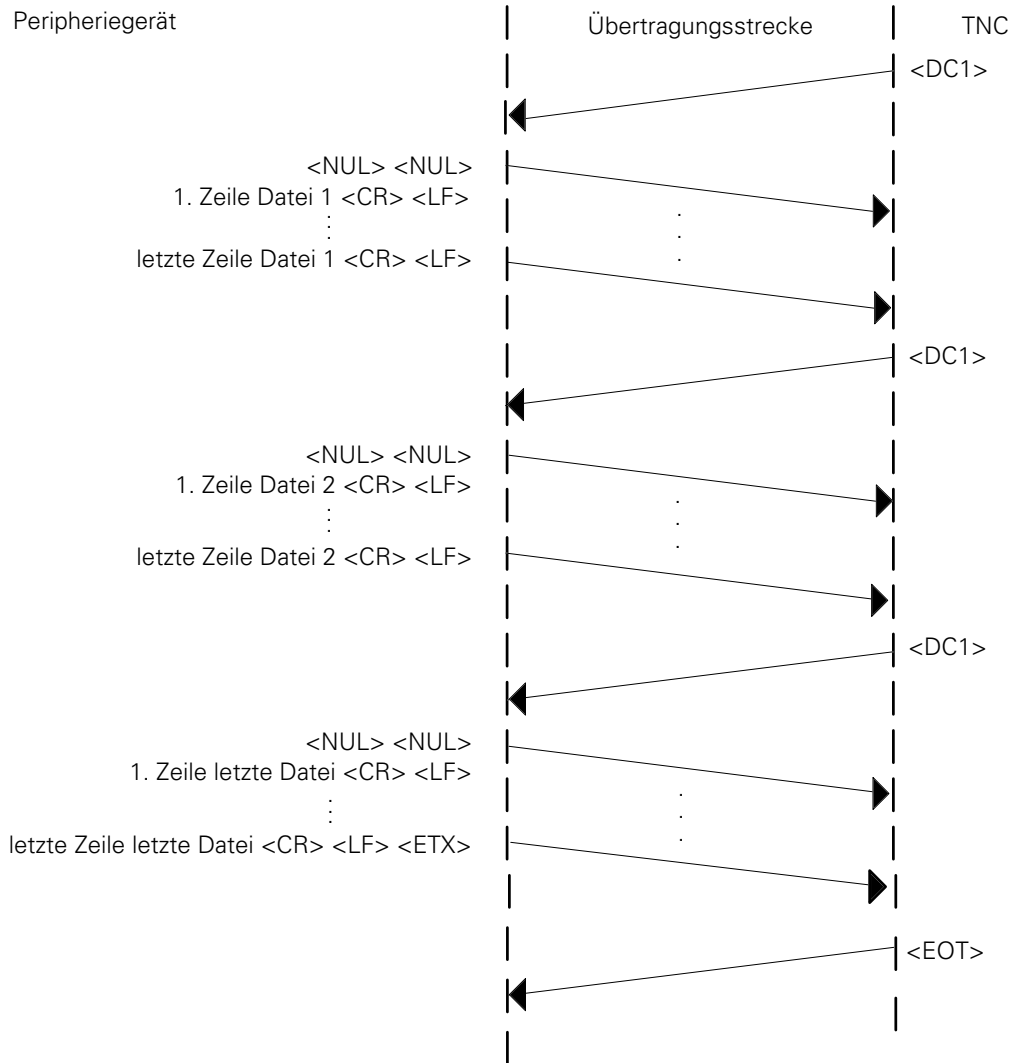 Peripheriegerät Übertragungsstrecke TNC
<DC1>
<NUL> <NUL>
1. Zeile Datei 1 <CR> <LF>
letzte Zeile Datei 1 <CR> <LF>
<DC1>
<NUL> <NUL>
1. Zeile Datei 2 <CR> <LF>
letzte Zeile Datei 2 <CR> <LF>
<DC1>
<NUL> <NUL>
1. Zeile letzte Datei <CR> <LF>
letzte Zeile letzte Datei <CR> <LF> <ETX>
<EOT>